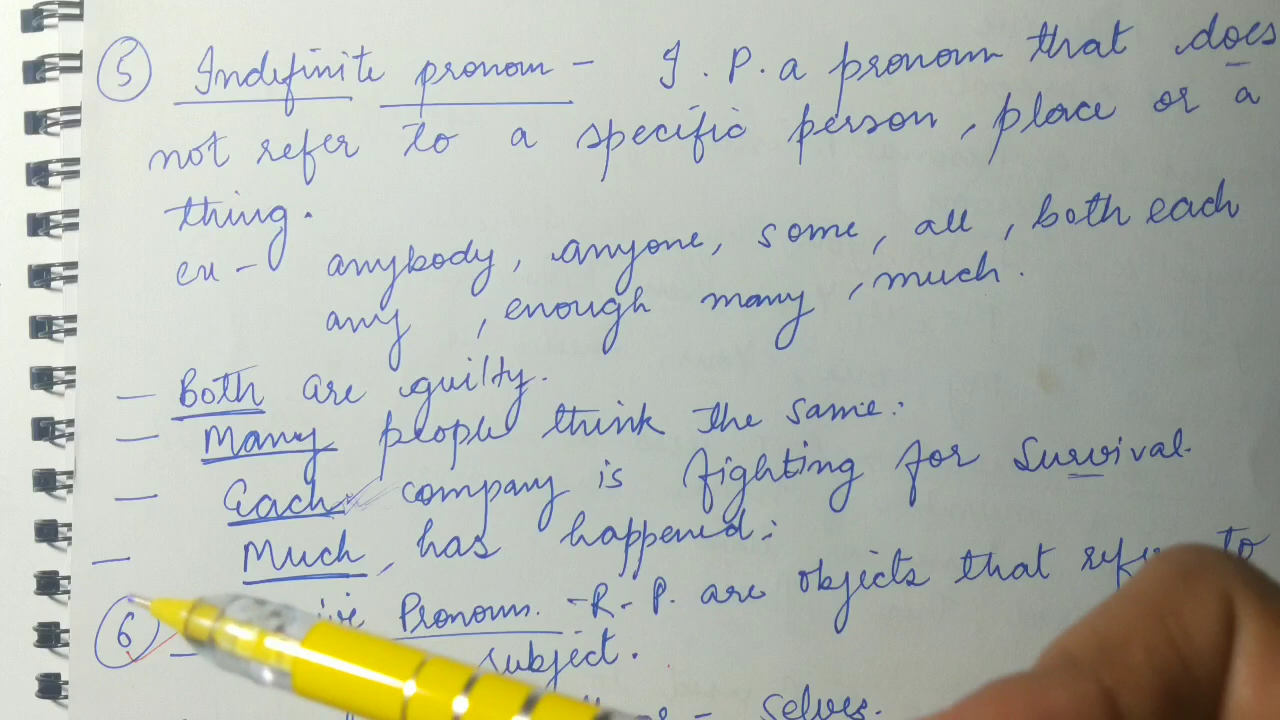 5 Indefinite pronoun - I. P. a pronoun that does
not refer to a specific person, place or a
thing.
ex - anybody, anyone, some, all, both each
any, enough many, much.
- Both are guilty.
- Many people think the same.
- Each company is fighting for Survival.
- Much, has happened.
6 Pronoun. - R. P. are objects that refer to
subject.
- selves.